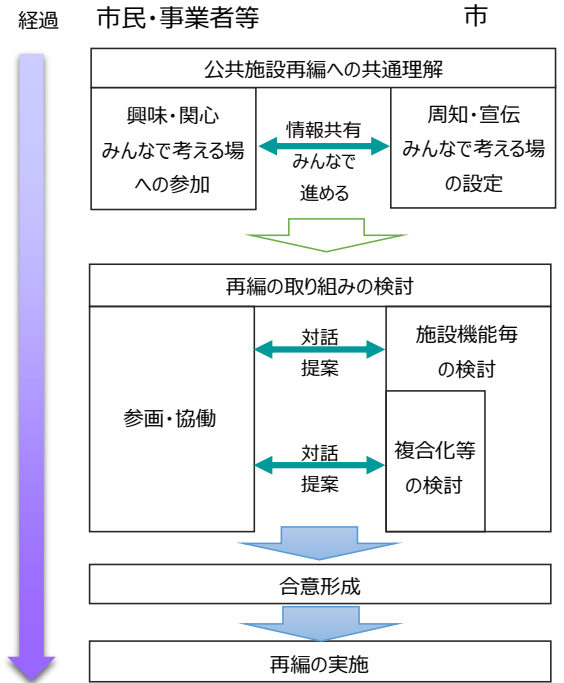 経過
市民・事業者等
市
公共施設再編への共通理解
興味・関心
みんなで考える場
への参加
情報共有
みんなで
進める
周知・宣伝
みんなで考える場
の設定
再編の取り組みの検討
参画・協働
対話
提案
対話
提案
施設機能毎
の検討
複合化等
の検討
合意形成
再編の実施